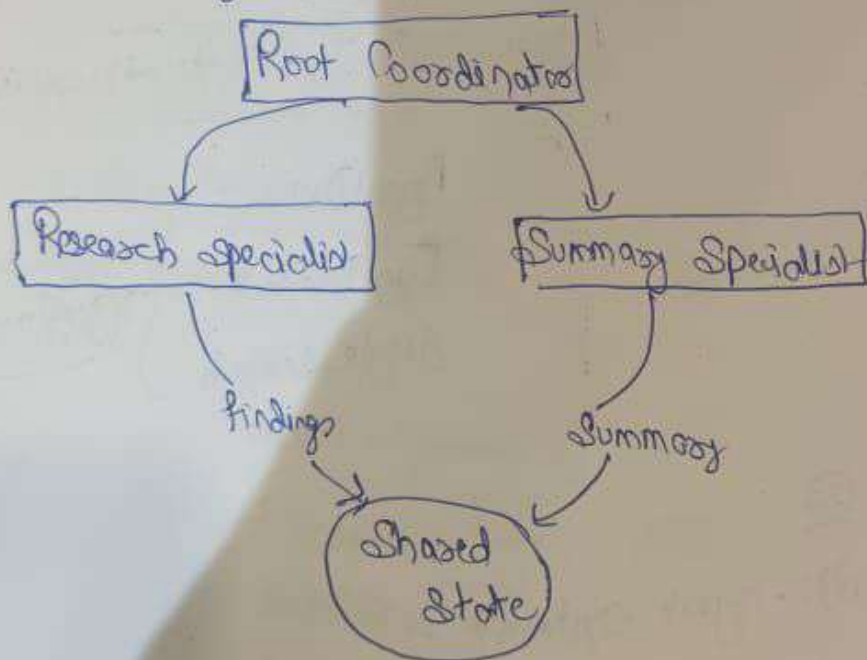 Root Coordinator
Research Specialist
Summary Specialist
findings
Summary
Shared
State